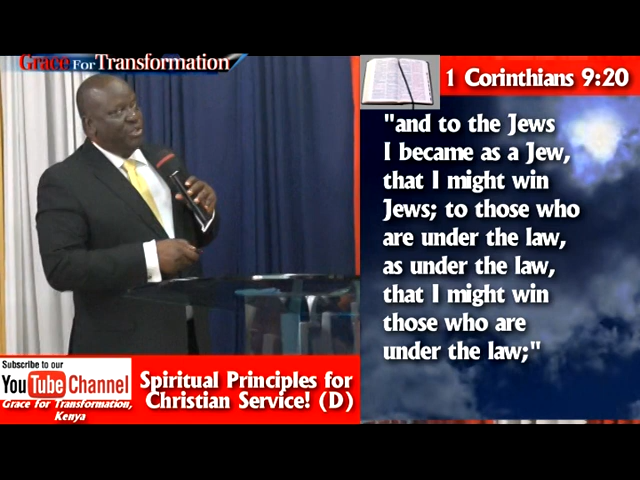 Grace For Transformation
1 Corinthians 9:20
"and to the Jews
I became as a Jew,
that I might win
Jews; to those who
are under the law,
as under the law,
that I might win
those who are
under the law;"
Subscribe to our
YouTube Channel
Grace for Transformation,
Kenya
Spiritual Principles for
Christian Service! (D)